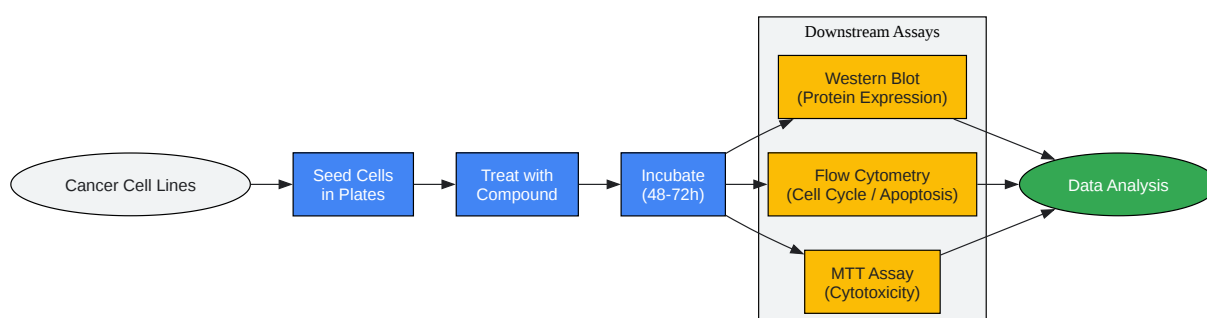 Cancer Cell Lines
Seed Cells
in Plates
Treat with
Compound
Incubate
(48-72h)
Downstream Assays
Western Blot
(Protein Expression)
Flow Cytometry
(Cell Cycle / Apoptosis)
MTT Assay
(Cytotoxicity)
Data Analysis